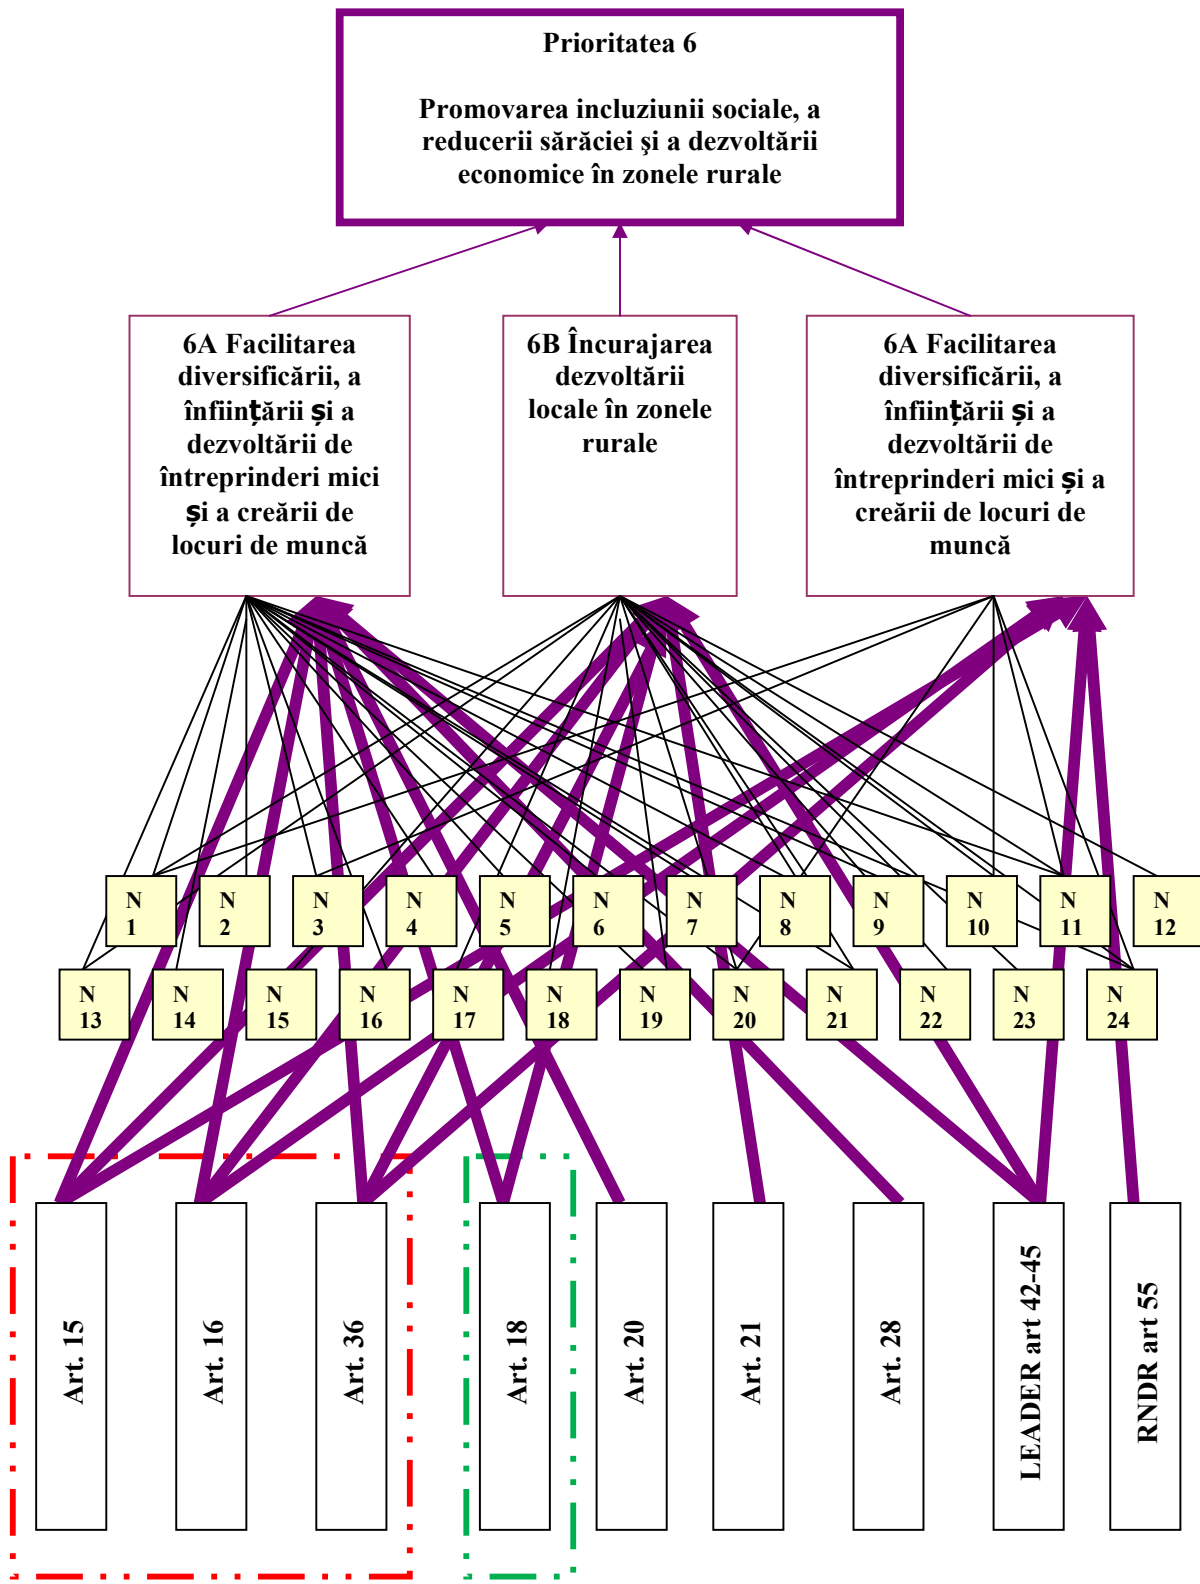 Prioritatea 6
Promovarea incluziunii sociale, a
reducerii sărăciei şi a dezvoltării
economice în zonele rurale
6A Facilitarea
diversificării, a
înființării și a
dezvoltării de
întreprinderi mici
și a creării de
locuri de muncă
6B Încurajarea
dezvoltării
locale în zonele
rurale
6A Facilitarea
diversificării, a
înființării și a
dezvoltării de
întreprinderi mici și a
creării de locuri de
muncă
N
1
N
2
N
3
N
4
N
5
N
6
N
7
N
8
N
9
N
10
N
11
N
12
N
13
N
14
N
15
N
16
N
17
N
18
N
19
N
20
N
21
N
22
N
23
N
24
Art. 15
Art. 16
Art. 36
Art. 18
Art. 20
Art. 21
Art. 28
LEADER art 42-45
RNDR art 55